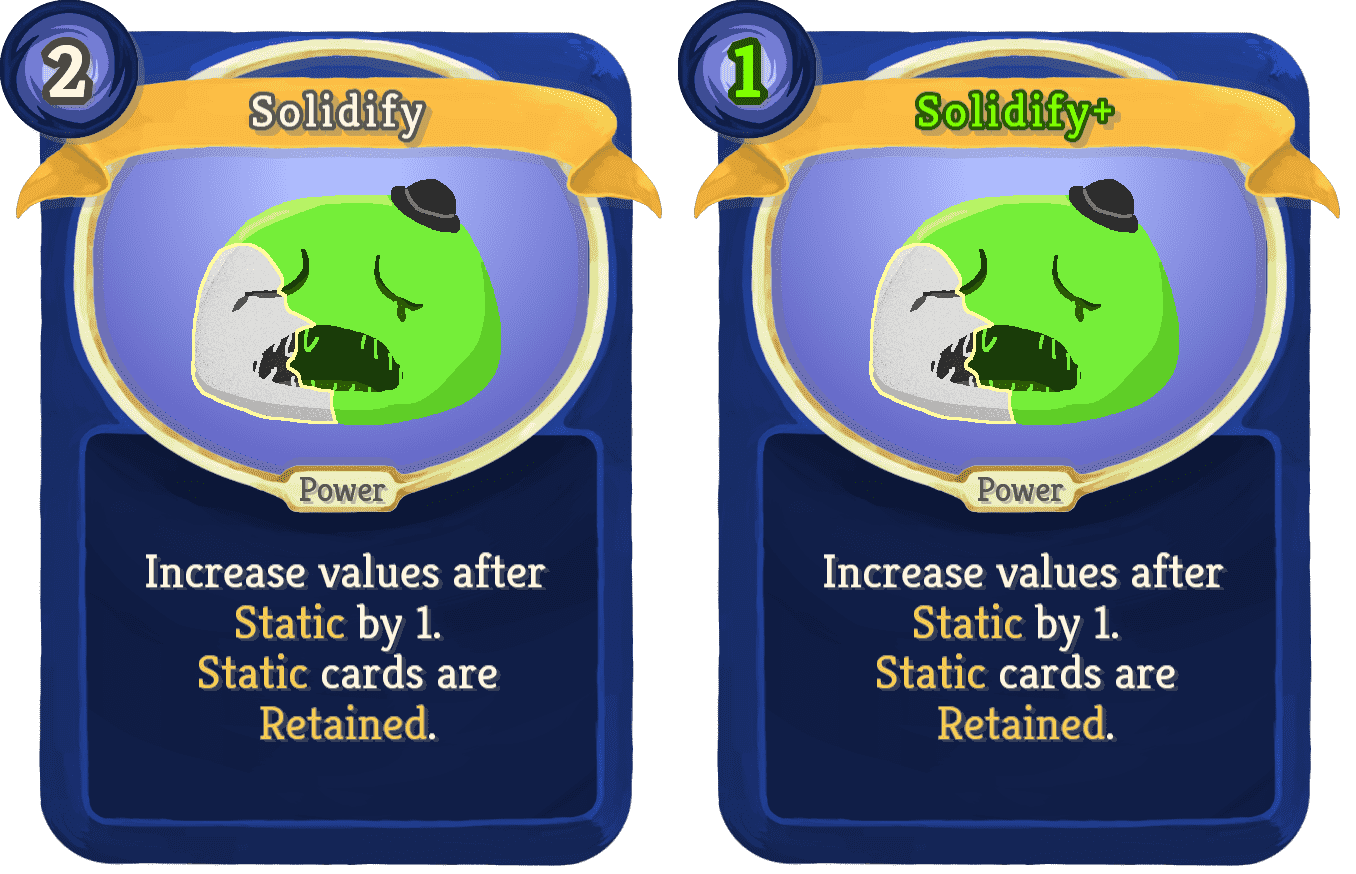 2
Solidify
Power
Increase values after
Static by 1.
Static cards are
Retained.
1
Solidify+
Power
Increase values after
Static by 1.
Static cards are
Retained.